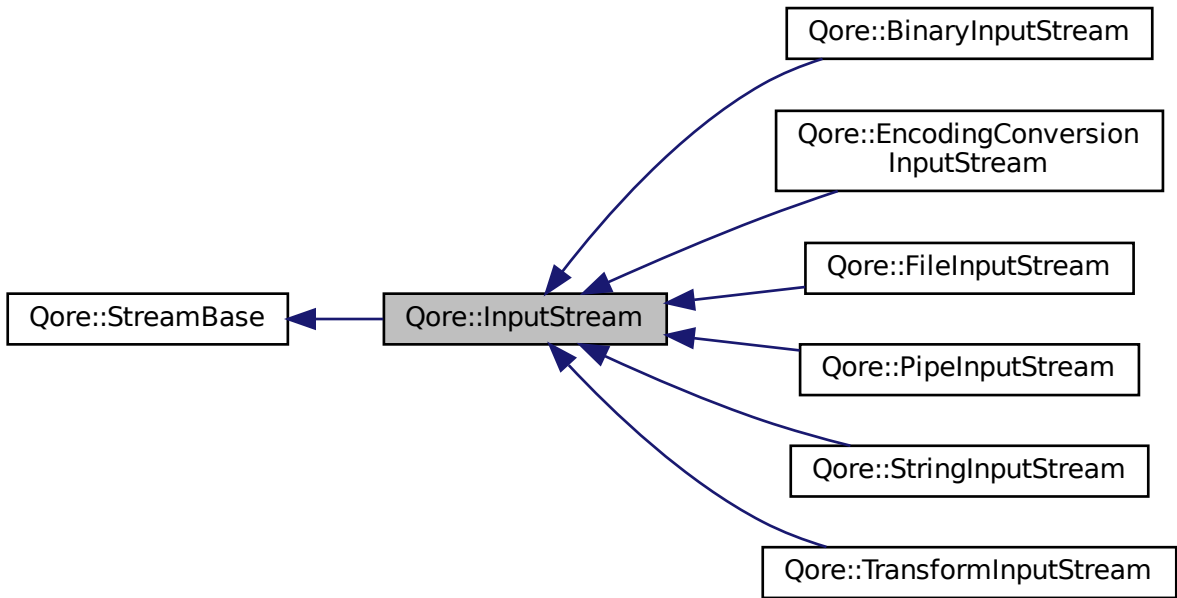 Qore::StreamBase
Qore::InputStream
Qore::BinaryInputStream
Qore::EncodingConversion
InputStream
Qore::FileInputStream
Qore::PipeInputStream
Qore::StringInputStream
Qore::TransformInputStream